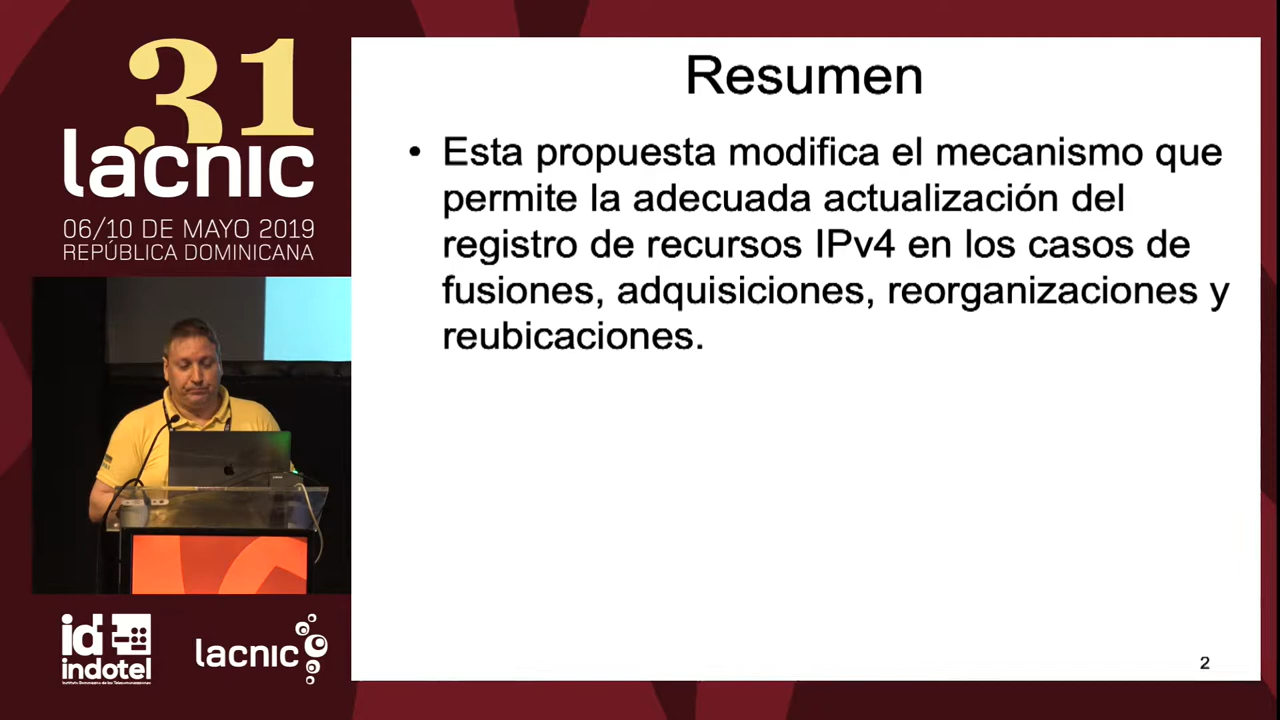 31
lacnic
06/10 DE MAYO 2019
REPÚBLICA DOMINICANA
Resumen
• Esta propuesta modifica el mecanismo que
permite la adecuada actualización del
registro de recursos IPv4 en los casos de
fusiones, adquisiciones, reorganizaciones y
reubicaciones.
id
indotel
Instituto Dominicano de las Telecomunicaciones
lacnic
2